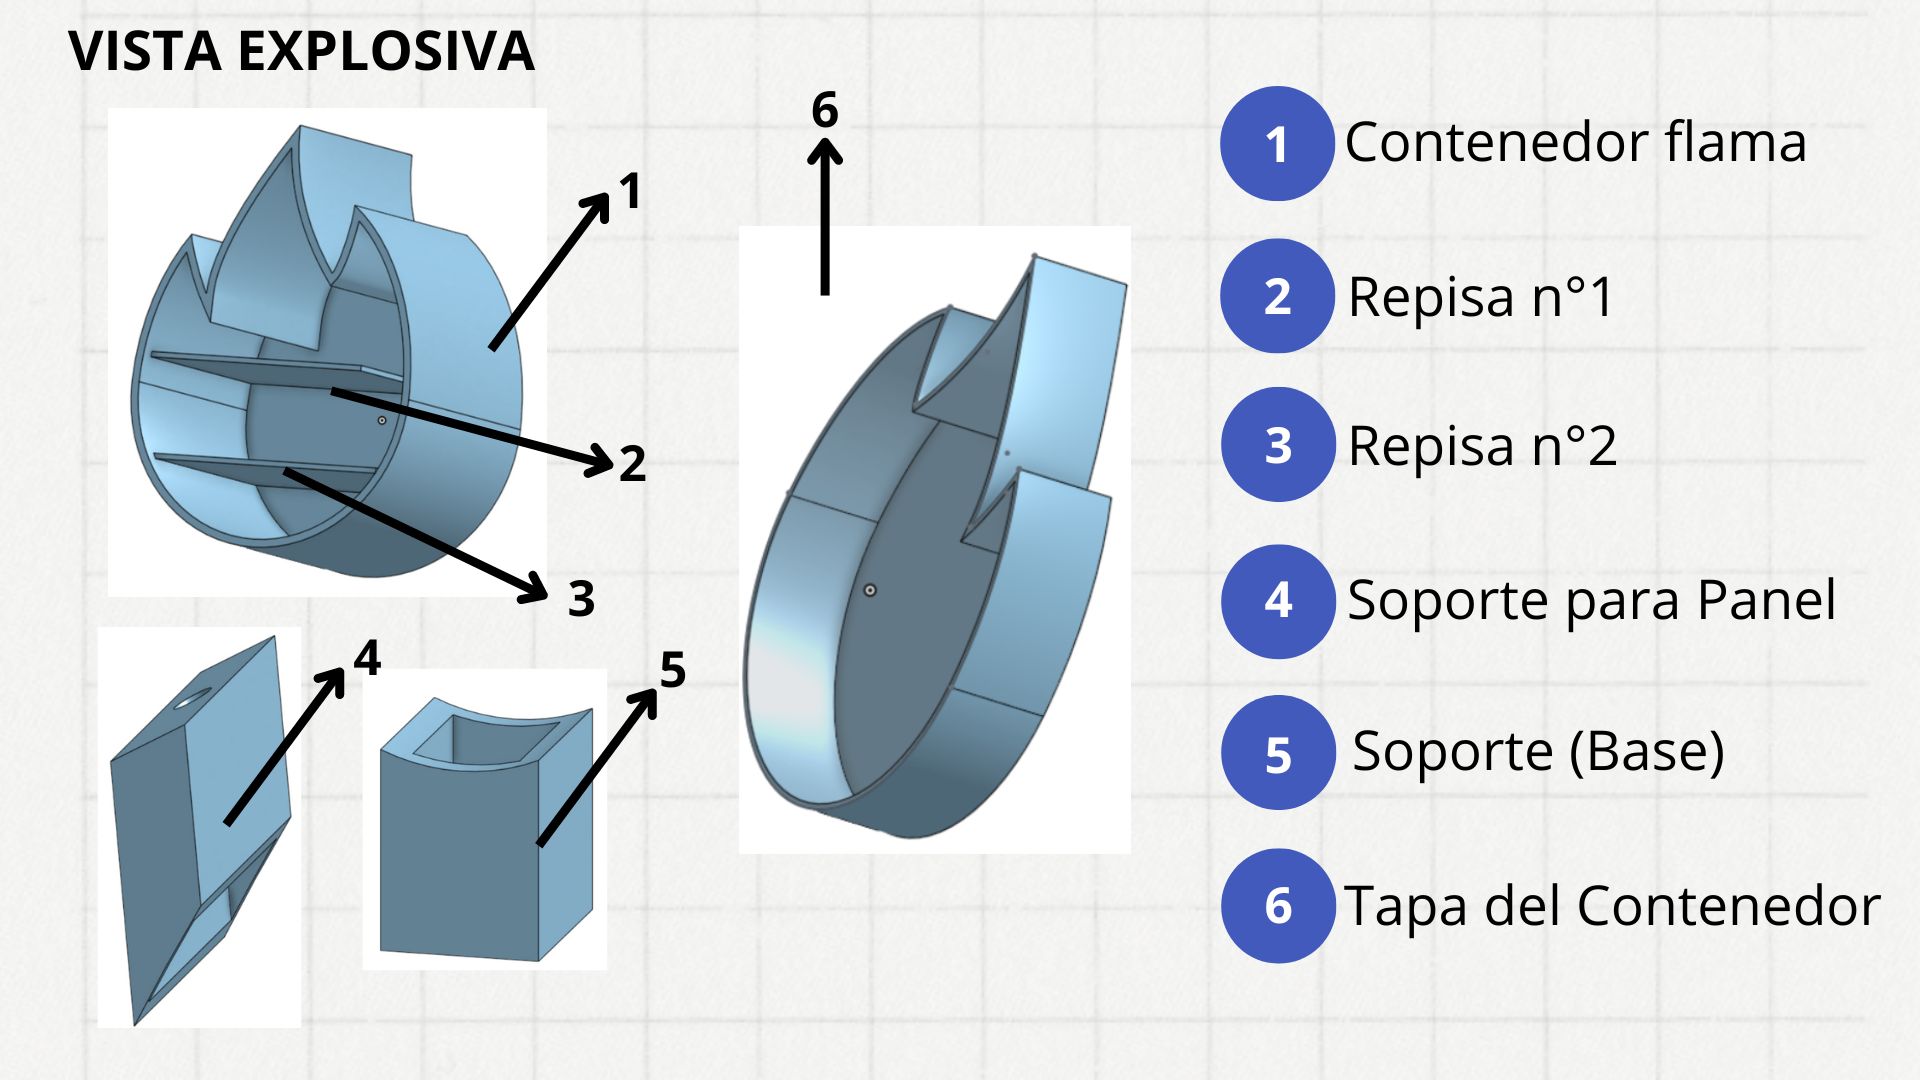 VISTA EXPLOSIVA
6
1
2
3
4
5
1 Contenedor flama
2 Repisa n°1
3 Repisa n°2
4 Soporte para Panel
5 Soporte (Base)
6 Tapa del Contenedor